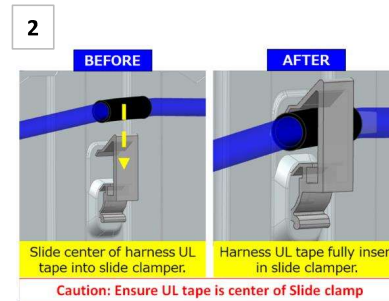 2
BEFORE
AFTER
Slide center of harness UL
tape into slide clamper.
Harness UL tape fully inser
in slide clamper.
Caution: Ensure UL tape is center of Slide clamp